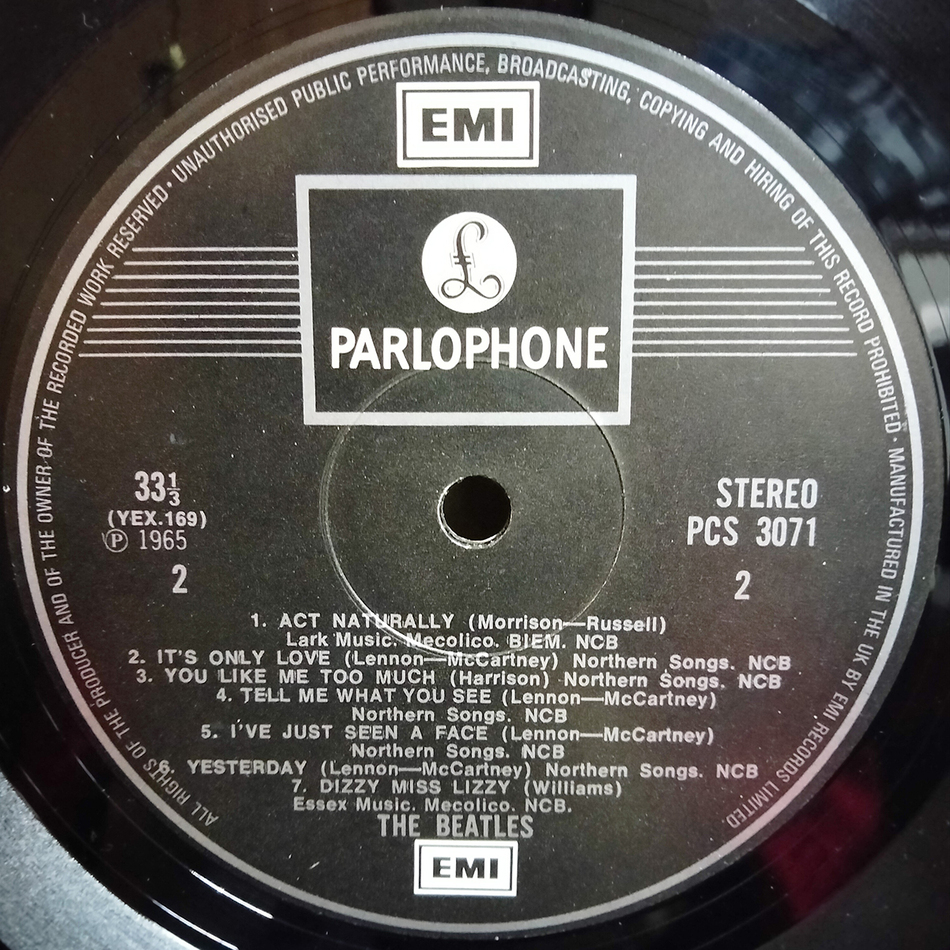 ALL RIGHTS OF THE PRODUCER AND OF THE OWNER OF THE RECORDED WORK RESERVED · UNAUTHORISED PUBLIC PERFORMANCE, BROADCASTING, COPYING AND HIRING OF THIS RECORD PROHIBITED · MANUFACTURED IN THE UK BY EMI RECORDS LIMITED.
EMI
£
PARLOPHONE
33⅓
(YEX.169)
℗ 1965
2
STEREO
PCS 3071
2
1. ACT NATURALLY (Morrison—Russell)
Lark Music. Mecolico. BIEM. NCB
2. IT'S ONLY LOVE (Lennon—McCartney) Northern Songs. NCB
3. YOU LIKE ME TOO MUCH (Harrison) Northern Songs. NCB
4. TELL ME WHAT YOU SEE (Lennon—McCartney)
Northern Songs. NCB
5. I'VE JUST SEEN A FACE (Lennon—McCartney)
Northern Songs. NCB
6. YESTERDAY (Lennon—McCartney) Northern Songs. NCB
7. DIZZY MISS LIZZY (Williams)
Essex Music. Mecolico. NCB.
THE BEATLES
EMI